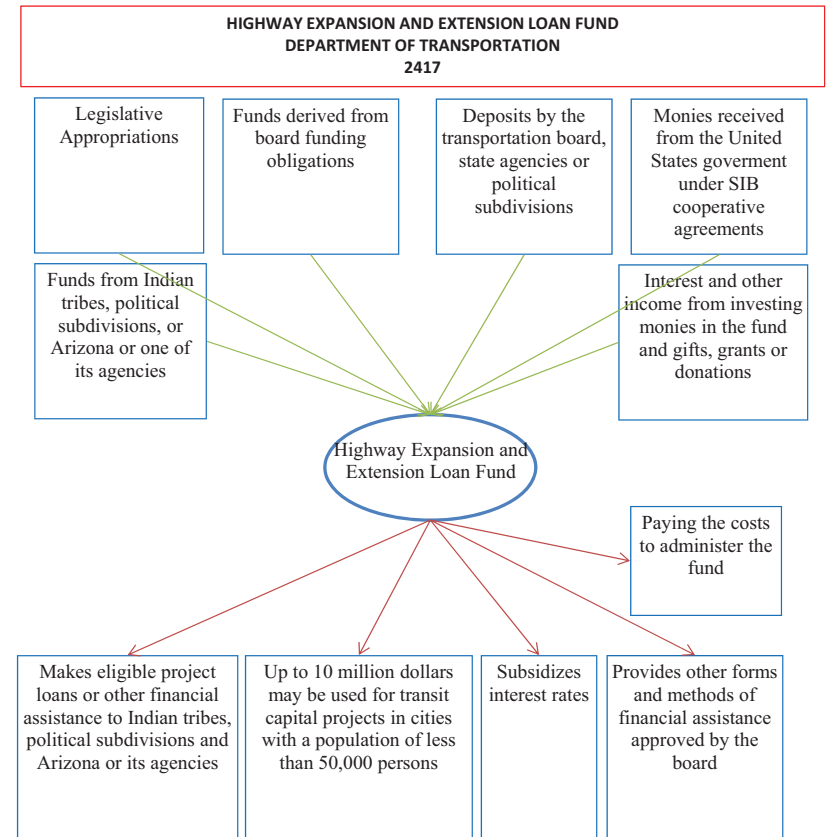 HIGHWAY EXPANSION AND EXTENSION LOAN FUND
DEPARTMENT OF TRANSPORTATION
2417
Legislative
Appropriations
Funds derived from
board funding
obligations
Deposits by the
transportation board,
state agencies or
political
subdivisions
Monies received
from the United
States goverment
under SIB
cooperative
agreements
Funds from Indian
tribes, political
subdivisions, or
Arizona or one of
its agencies
Interest and other
income from investing
monies in the fund
and gifts, grants or
donations
Highway Expansion and
Extension Loan Fund
Paying the costs
to administer the
fund
Makes eligible project
loans or other financial
assistance to Indian tribes,
political subdivisions and
Arizona or its agencies
Up to 10 million dollars
may be used for transit
capital projects in cities
with a population of less
than 50,000 persons
Subsidizes
interest rates
Provides other forms
and methods of
financial assistance
approved by the
board